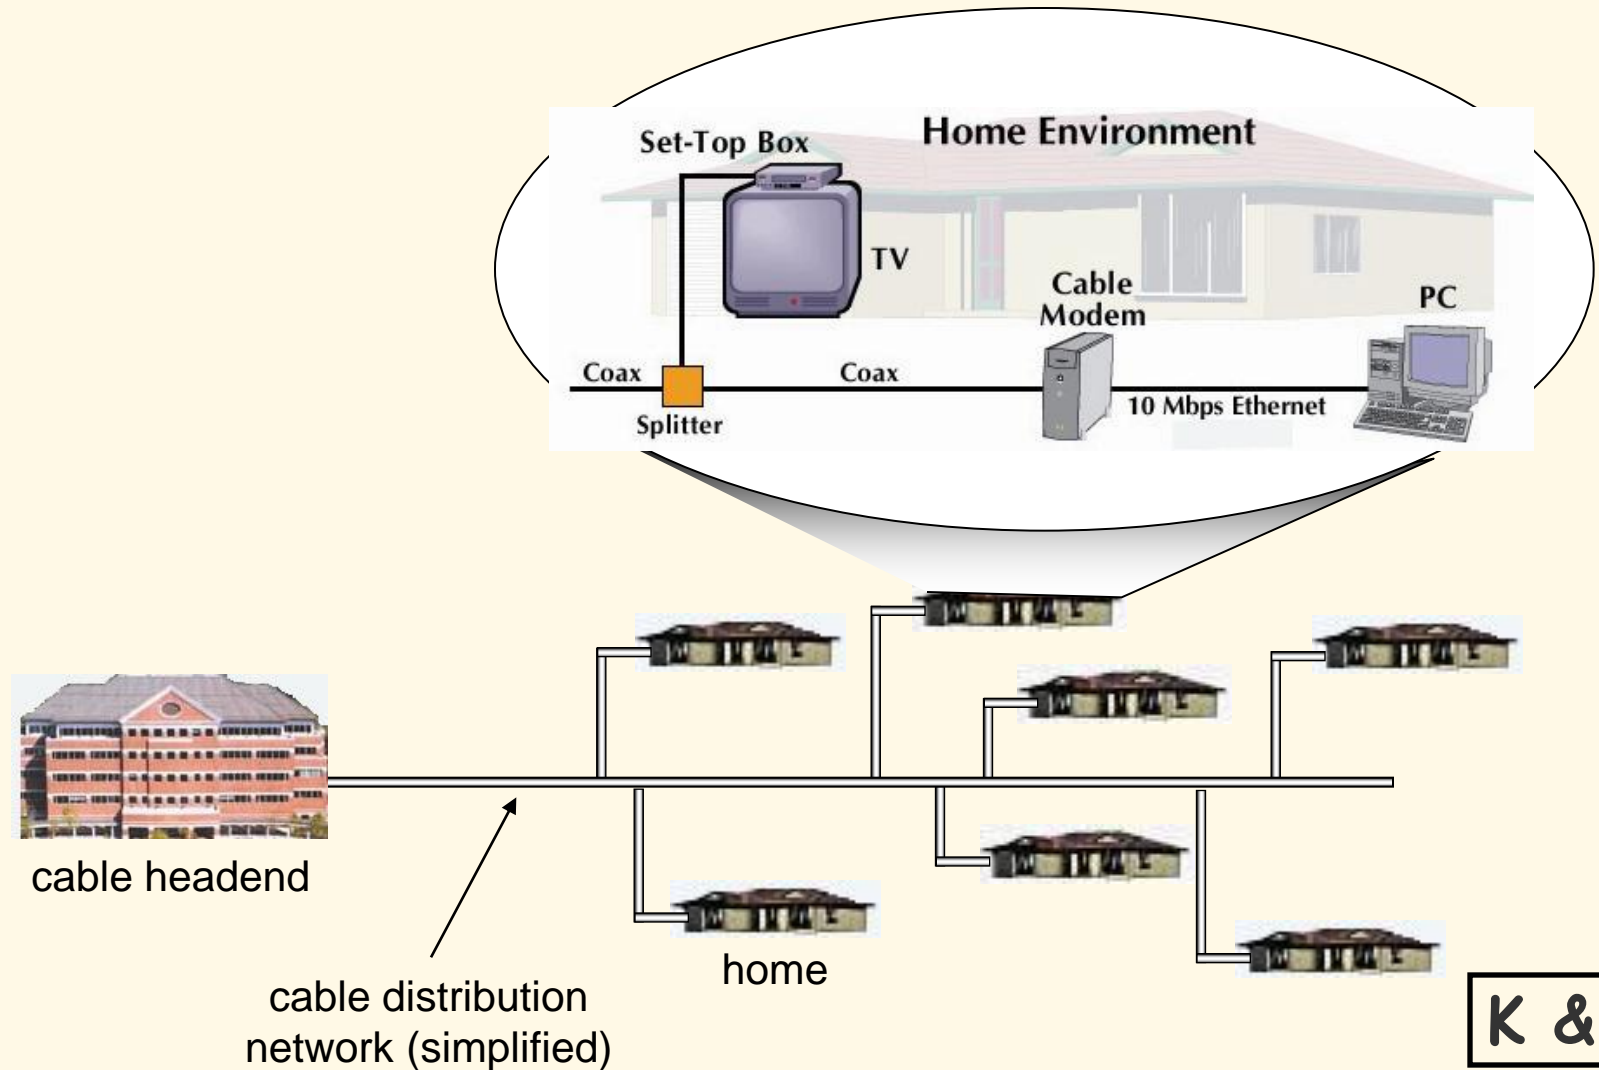 Home Environment
Set-Top Box
TV
Cable
Modem
PC
Coax
Coax
10 Mbps Ethernet
Splitter
cable headend
home
cable distribution
network (simplified)
K &